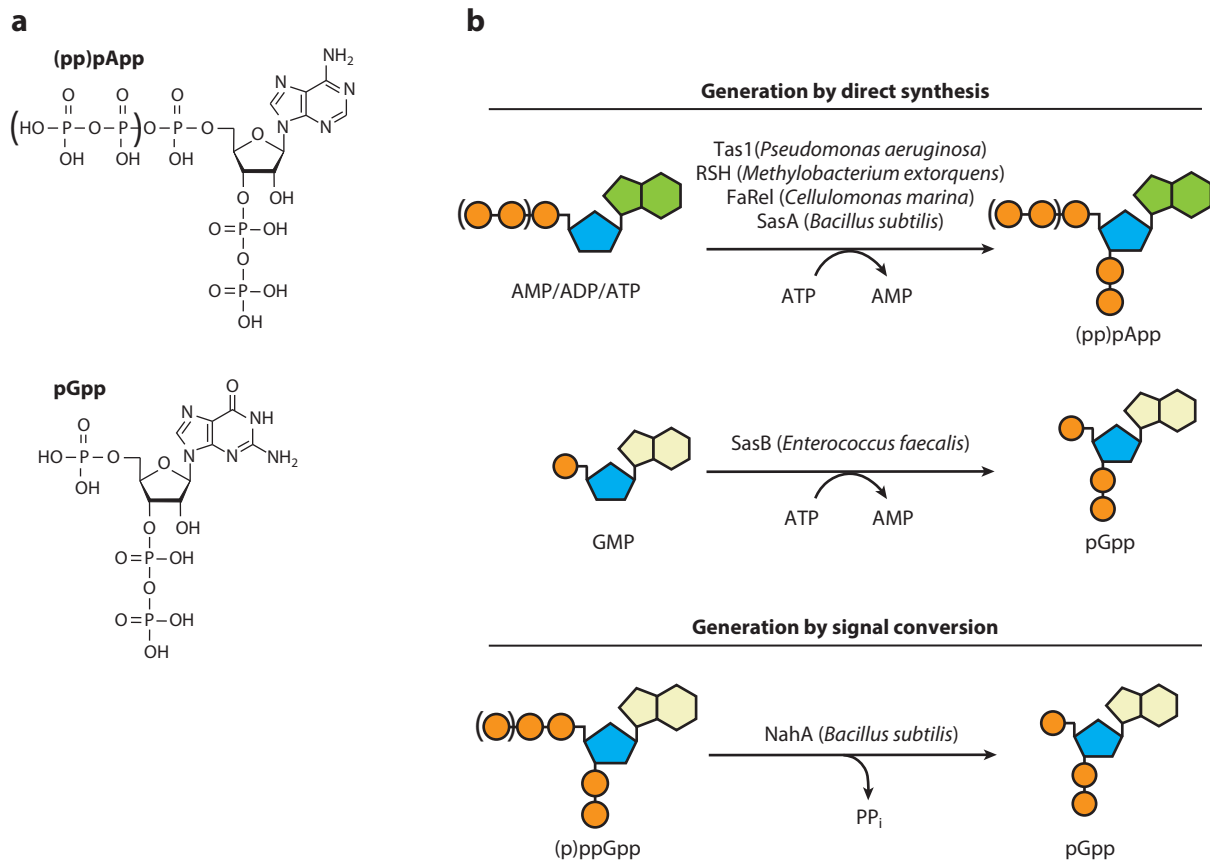 a
(pp)pApp
NH₂
N
N
N
N
O
O
O
HO P O P O P O
OH OH OH
O
O OH
O=P OH
O
O=P OH
OH
pGpp
O
N
NH
N
N
NH₂
O
HO P O
OH
O
O OH
O=P OH
O
O=P OH
OH
b
Generation by direct synthesis
Tas1(Pseudomonas aeruginosa)
RSH (Methylobacterium extorquens)
FaRel (Cellulomonas marina)
SasA (Bacillus subtilis)
( ) ( )
ATP AMP
AMP/ADP/ATP
(pp)pApp
SasB (Enterococcus faecalis)
ATP AMP
GMP
pGpp
Generation by signal conversion
( )
NahA (Bacillus subtilis)
PPᵢ
(p)ppGpp
pGpp